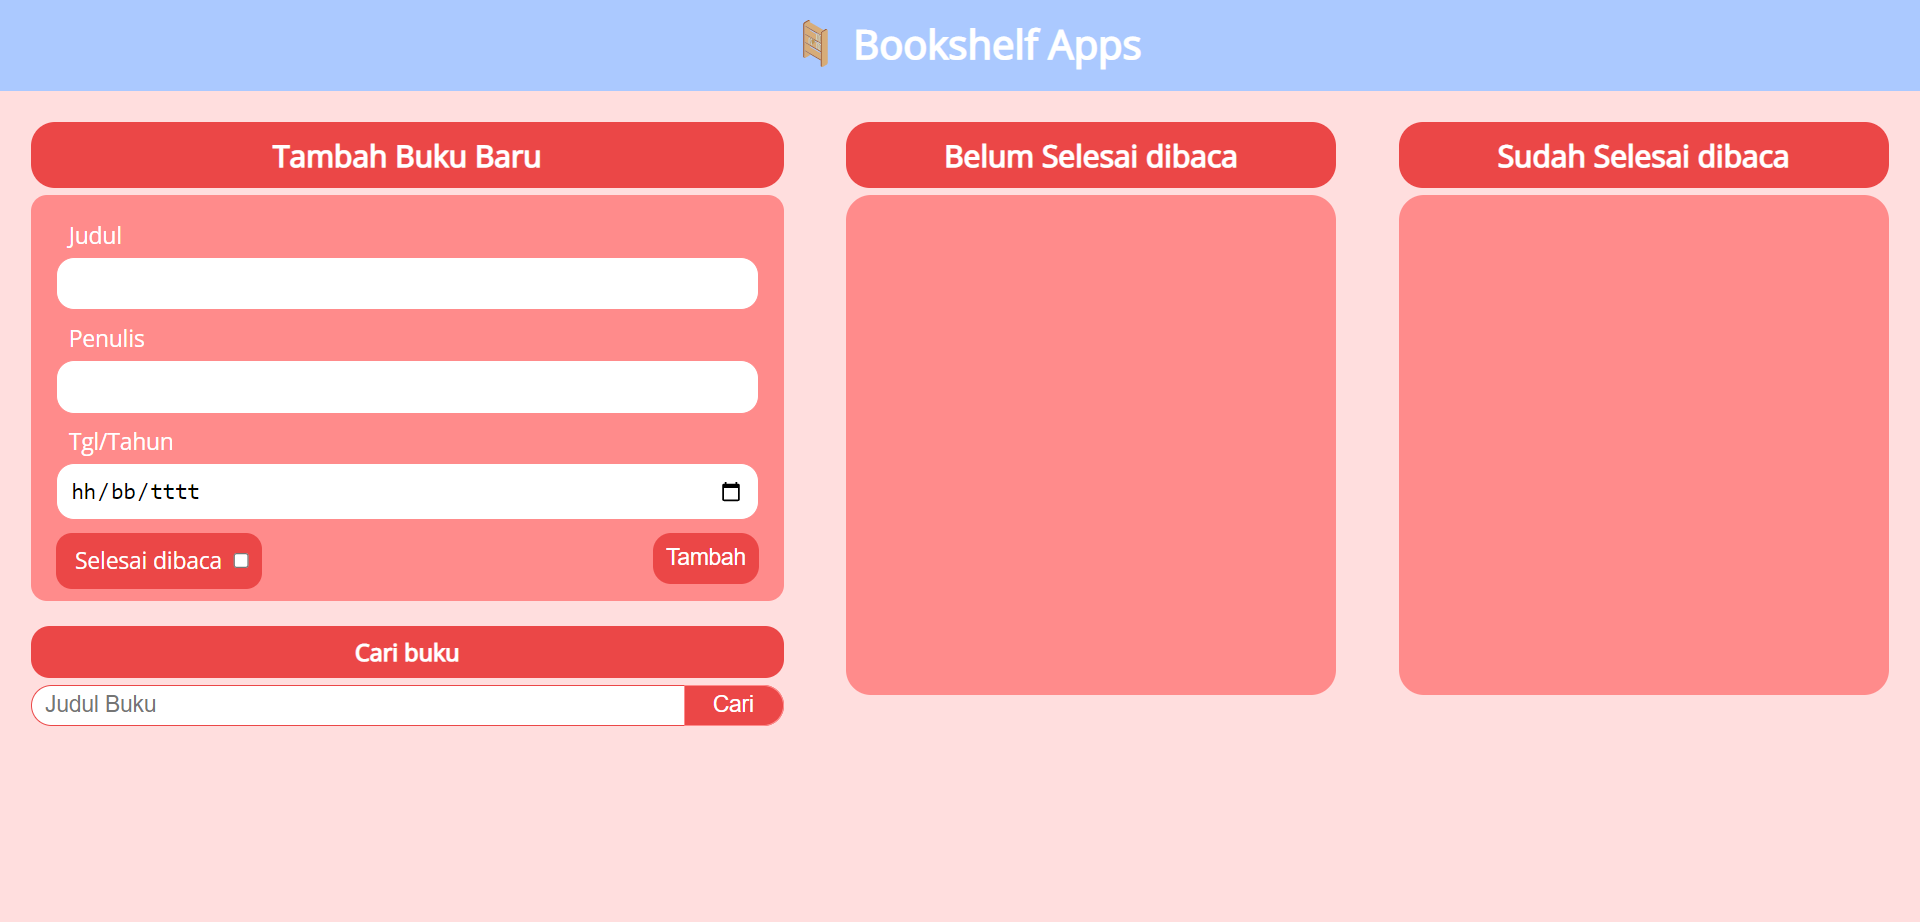 Bookshelf Apps
Tambah Buku Baru
Judul
Penulis
Tgl/Tahun
hh/bb/tttt
Selesai dibaca
Tambah
Cari buku
Judul Buku
Cari
Belum Selesai dibaca
Sudah Selesai dibaca